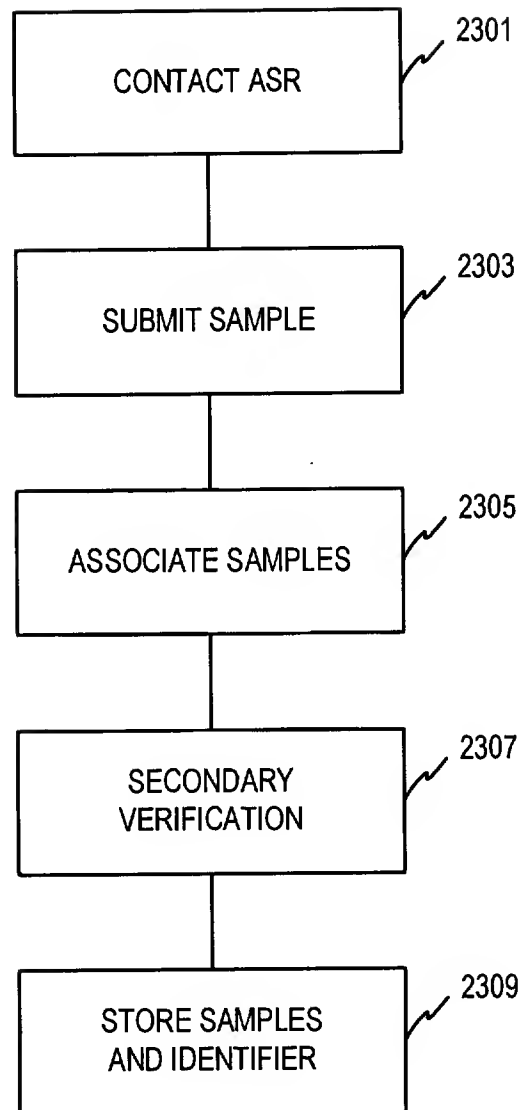 2301
CONTACT ASR
2303
SUBMIT SAMPLE
2305
ASSOCIATE SAMPLES
2307
SECONDARY
VERIFICATION
2309
STORE SAMPLES
AND IDENTIFIER